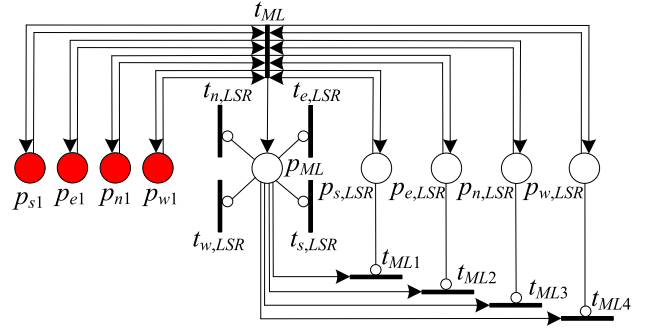 t_ML
t_n,LSR t_e,LSR
p_ML
p_s1 p_e1 p_n1 p_w1 p_s,LSR p_e,LSR p_n,LSR p_w,LSR
t_w,LSR t_s,LSR
t_ML1
t_ML2
t_ML3
t_ML4